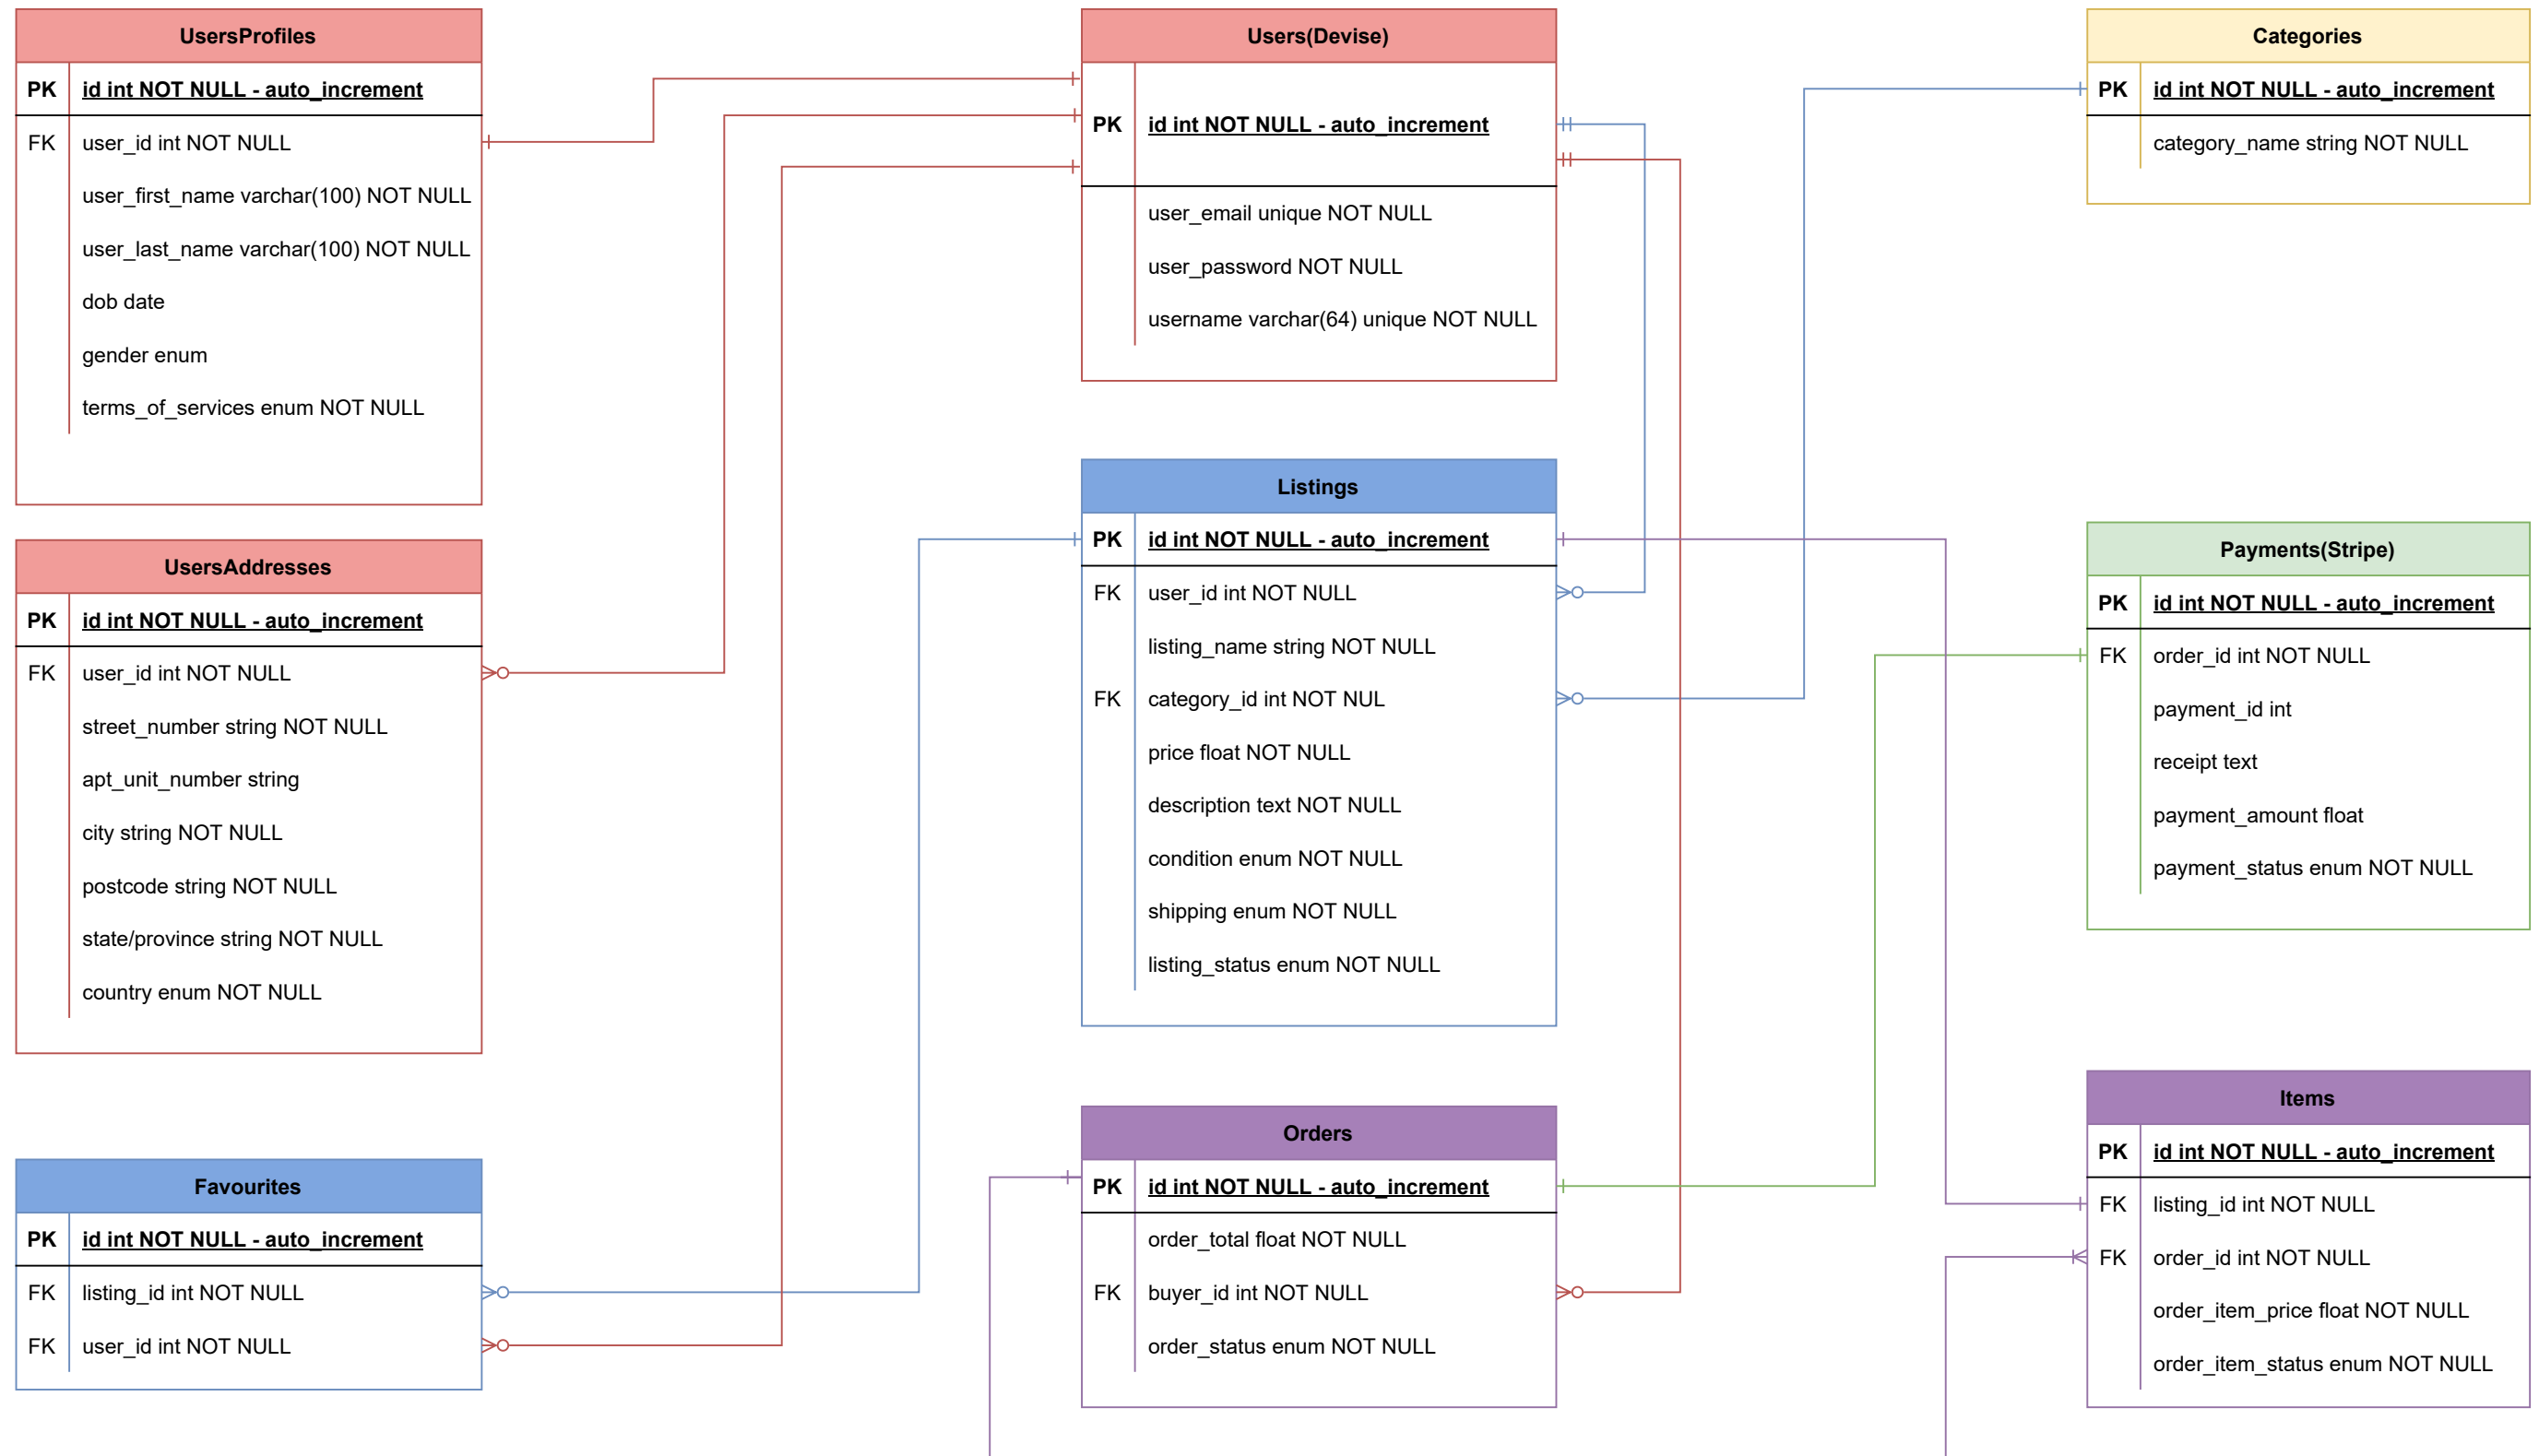 UsersProfiles
PK id int NOT NULL - auto_increment
FK user_id int NOT NULL
user_first_name varchar(100) NOT NULL
user_last_name varchar(100) NOT NULL
dob date
gender enum
terms_of_services enum NOT NULL
UsersAddresses
PK id int NOT NULL - auto_increment
FK user_id int NOT NULL
street_number string NOT NULL
apt_unit_number string
city string NOT NULL
postcode string NOT NULL
state/province string NOT NULL
country enum NOT NULL
Favourites
PK id int NOT NULL - auto_increment
FK listing_id int NOT NULL
FK user_id int NOT NULL
Users(Devise)
PK id int NOT NULL - auto_increment
user_email unique NOT NULL
user_password NOT NULL
username varchar(64) unique NOT NULL
Listings
PK id int NOT NULL - auto_increment
FK user_id int NOT NULL
listing_name string NOT NULL
FK category_id int NOT NUL
price float NOT NULL
description text NOT NULL
condition enum NOT NULL
shipping enum NOT NULL
listing_status enum NOT NULL
Orders
PK id int NOT NULL - auto_increment
order_total float NOT NULL
FK buyer_id int NOT NULL
order_status enum NOT NULL
Categories
PK id int NOT NULL - auto_increment
category_name string NOT NULL
Payments(Stripe)
PK id int NOT NULL - auto_increment
FK order_id int NOT NULL
payment_id int
receipt text
payment_amount float
payment_status enum NOT NULL
Items
PK id int NOT NULL - auto_increment
FK listing_id int NOT NULL
FK order_id int NOT NULL
order_item_price float NOT NULL
order_item_status enum NOT NULL